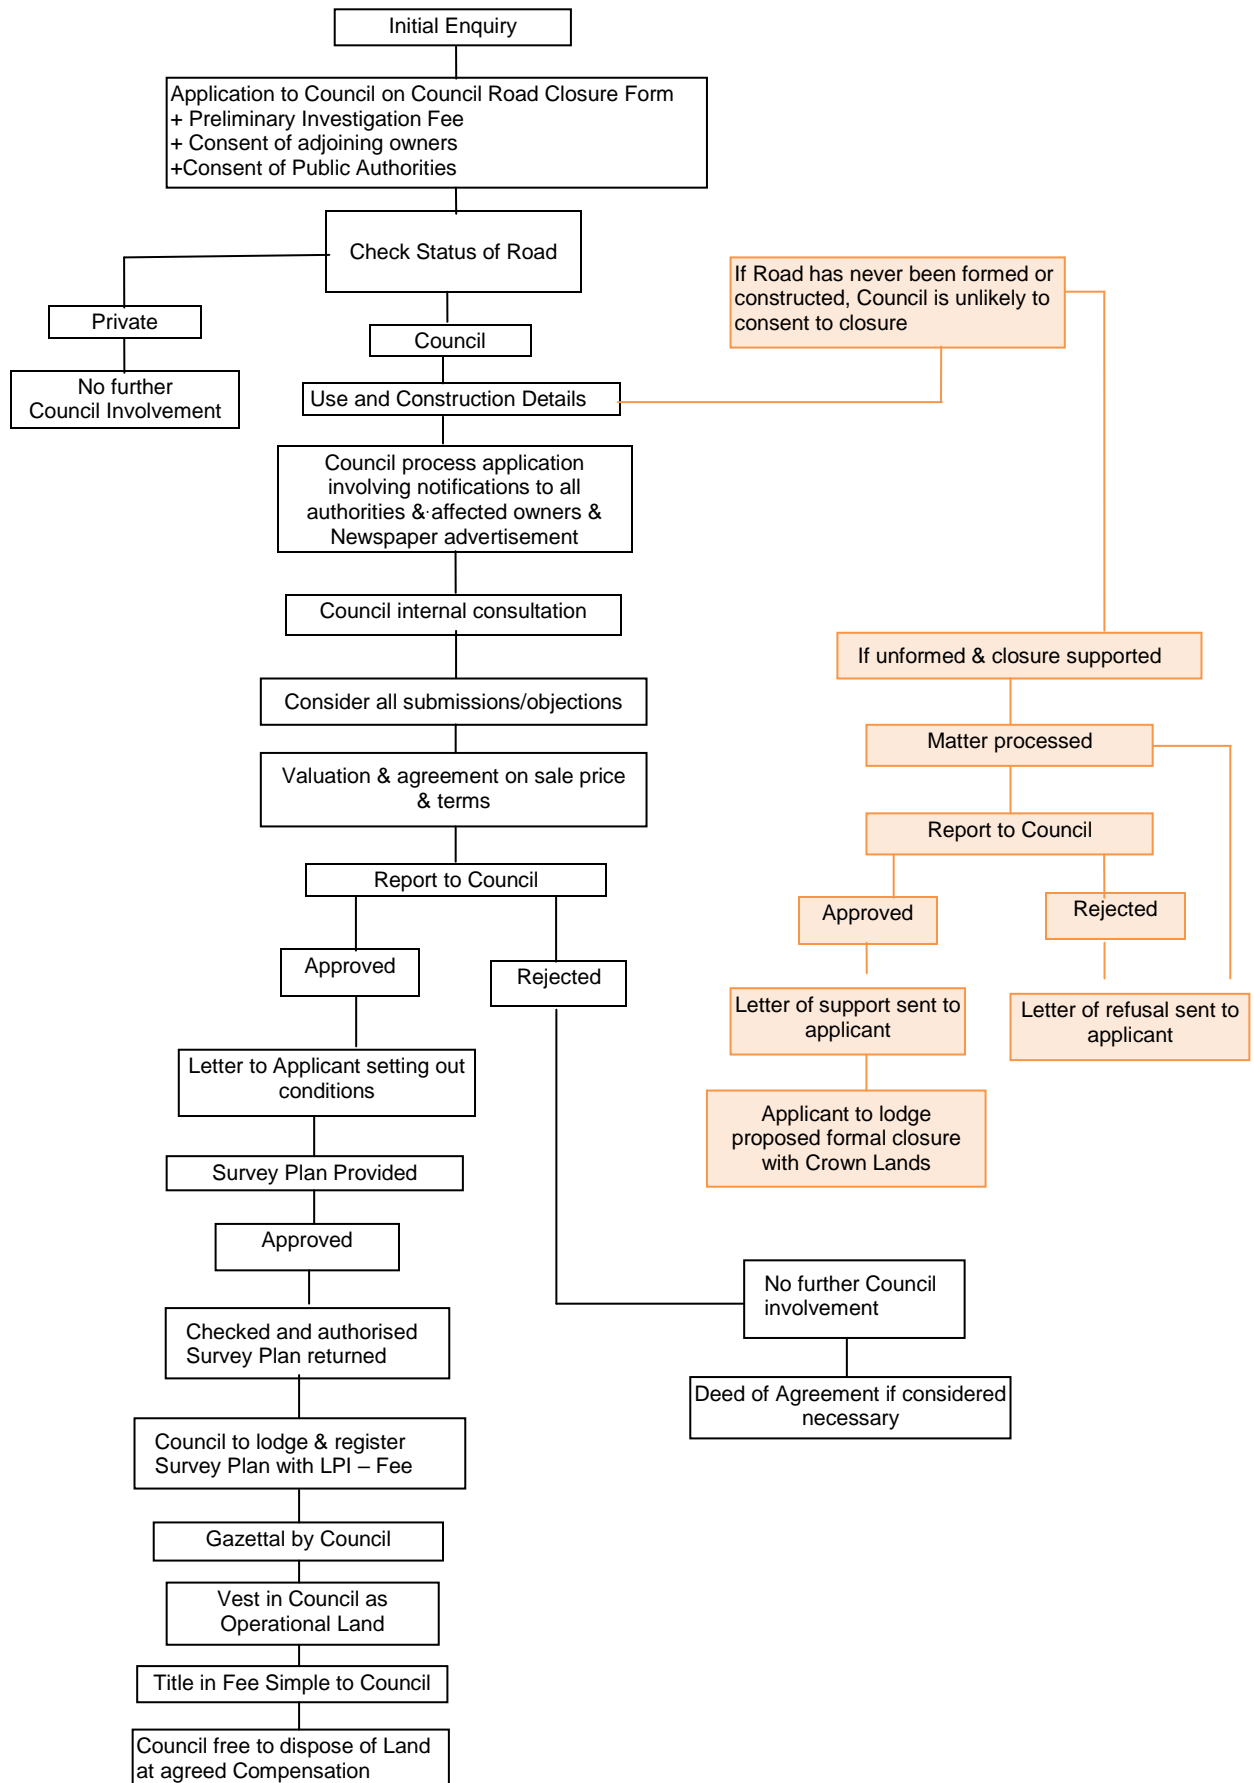 Initial Enquiry
Application to Council on Council Road Closure Form
+ Preliminary Investigation Fee
+ Consent of adjoining owners
+Consent of Public Authorities
Check Status of Road
Private
No further
Council Involvement
Council
Use and Construction Details
If Road has never been formed or
constructed, Council is unlikely to
consent to closure
Council process application
involving notifications to all
authorities & affected owners &
Newspaper advertisement
Council internal consultation
Consider all submissions/objections
Valuation & agreement on sale price
& terms
Report to Council
Approved
Rejected
Letter to Applicant setting out
conditions
Survey Plan Provided
Approved
Checked and authorised
Survey Plan returned
Council to lodge & register
Survey Plan with LPI – Fee
Gazettal by Council
Vest in Council as
Operational Land
Title in Fee Simple to Council
Council free to dispose of Land
at agreed Compensation
No further Council
involvement
Deed of Agreement if considered
necessary
If unformed & closure supported
Matter processed
Report to Council
Approved
Rejected
Letter of support sent to
applicant
Letter of refusal sent to
applicant
Applicant to lodge
proposed formal closure
with Crown Lands